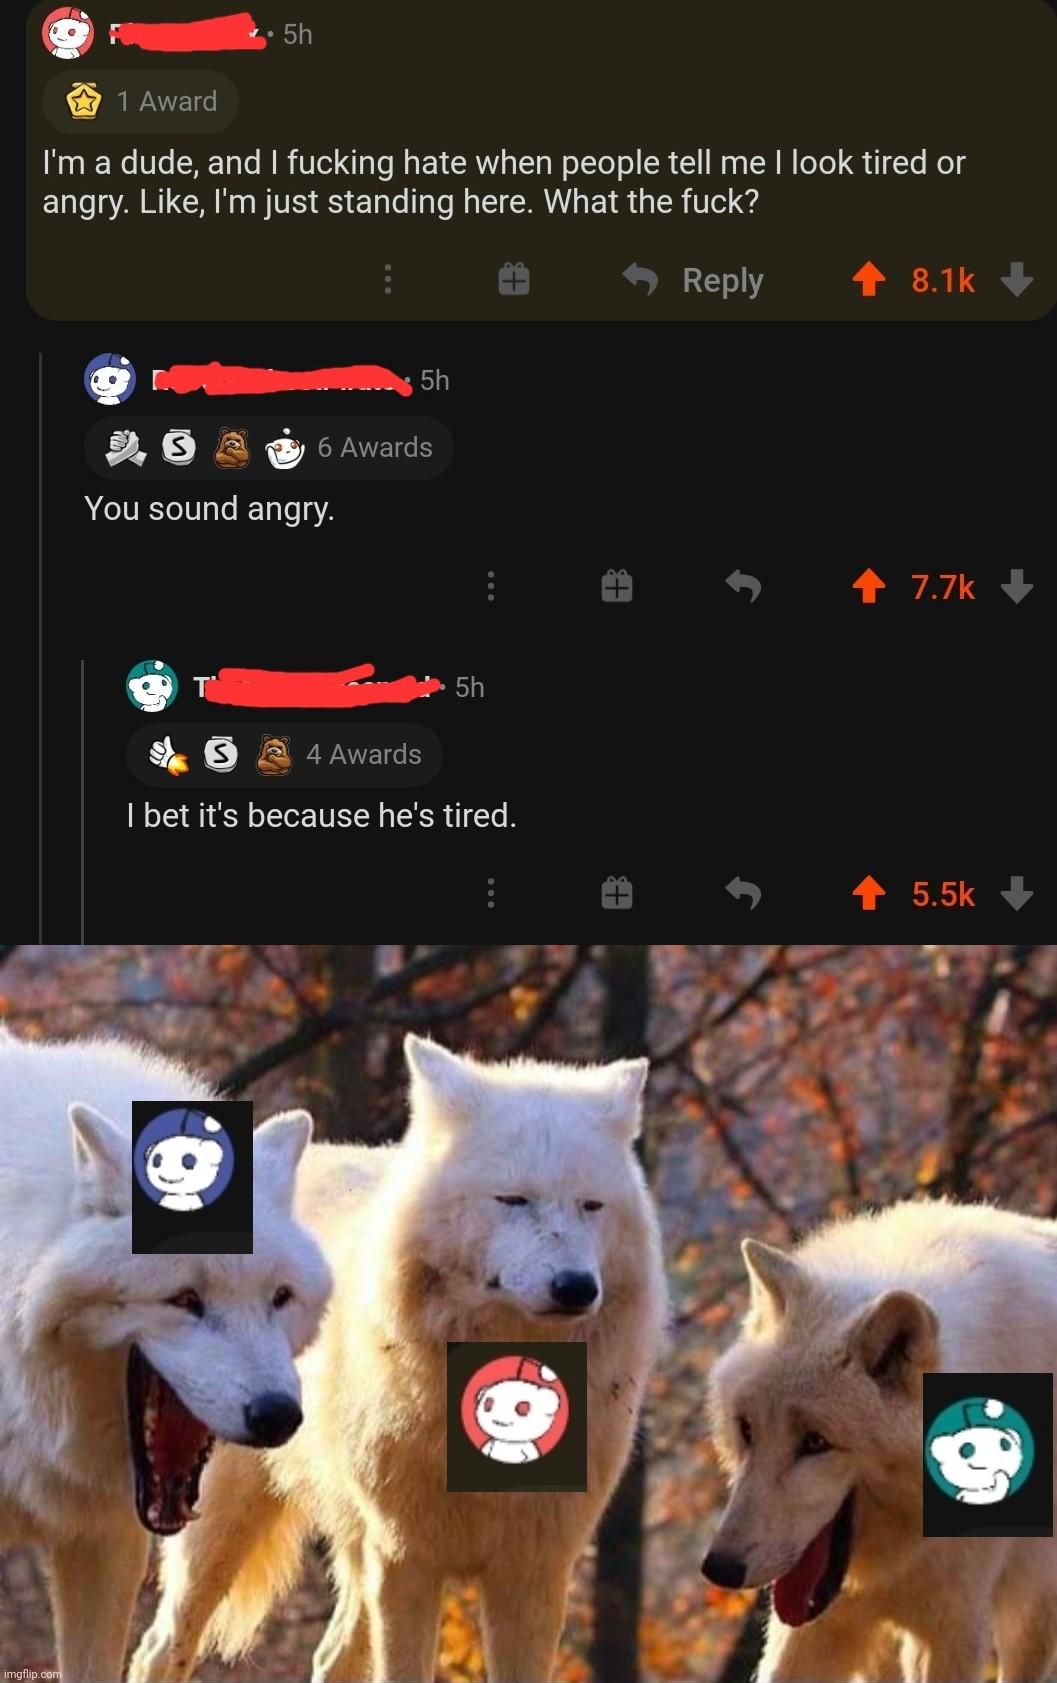 5h
1 Award
I'm a dude, and I fucking hate when people tell me I look tired or
angry. Like, I'm just standing here. What the fuck?
Reply 8.1k
5h
6 Awards
You sound angry.
7.7k
5h
4 Awards
I bet it's because he's tired.
5.5k
imgflip.com